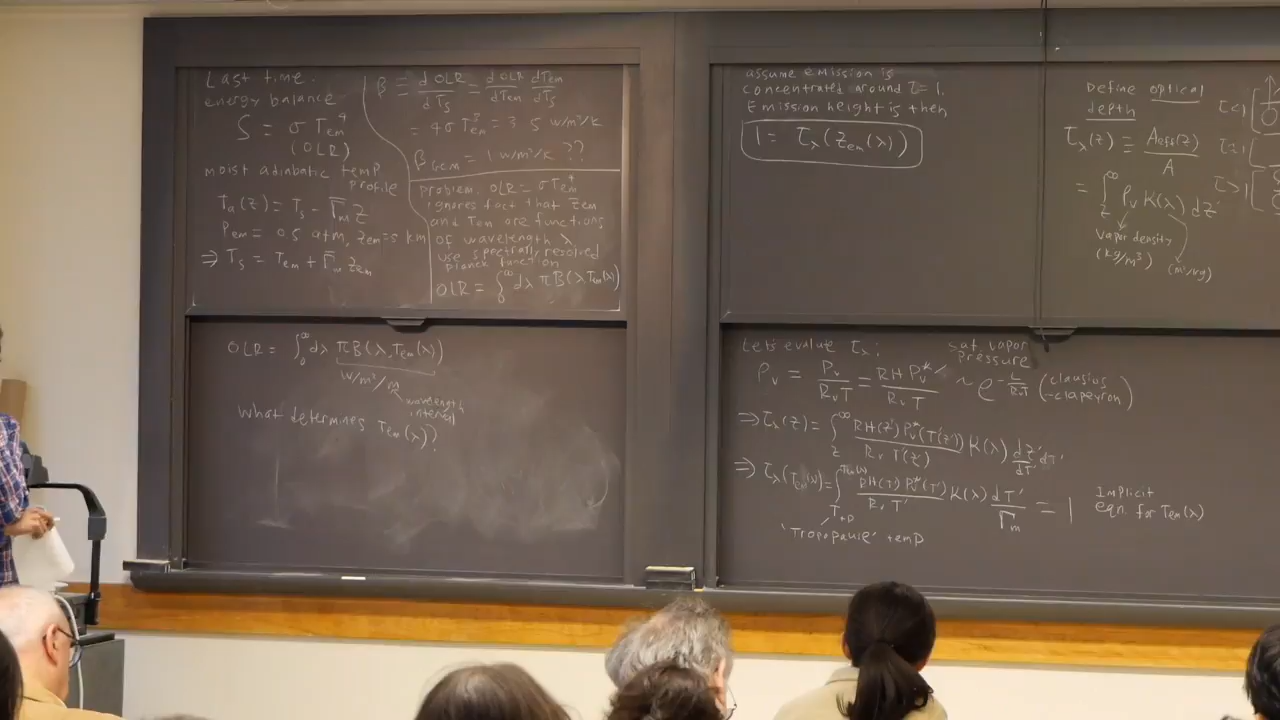 Last time.
energy balance
S = σ Tem⁴
(OLR)
moist adiabatic temp
profile
Ta(z) = Ts - Γm z
Pem = 0.5 atm, zem=5 km
⇒ Ts = Tem + Γm zem
β ≡ dOLR/dTs = dOLR/dTem dTem/dTs
= 4σ Tem³ = 3.5 W/m²/K
βGCM = 1 W/m²/K ??
problem. OLR = σTem⁴
ignores fact that zem
and Tem are functions
of wavelength λ
use spectrally resolved
planck function
OLR = ∫₀^∞ dλ πB(λ,Tem(λ))
OLR = ∫₀^∞ dλ πB(λ,Tem(λ))
W/m²/m
wavelength
interval
What determines Tem(λ)?
assume emission is
concentrated around τ=1.
Emission height is then
1 = τλ(zem(λ))
Define optical
depth
τλ(z) ≡ Aeff(z)/A
= ∫z^∞ ρv K(λ) dz'
vapor density
(kg/m³)
(m²/kg)
τ<1
τ=1
τ>1
Let's evalute τλ:
sat vapor
pressure
ρv = Pv/RvT = RH Pv*/RvT ~ e^(-L/RvT) (clausius
-clapeyron)
⇒ τλ(z) = ∫z^∞ RH(z')Pv*(T(z'))/Rv T(z') K(λ) dz'/dT' dT'
⇒ τλ(Tem(λ)) = ∫Ttp^Tem(λ) RH(T')Pv*(T')/Rv T' K(λ) dT'/Γm = 1
Implicit
eqn. for Tem(λ)
'Tropopause' temp